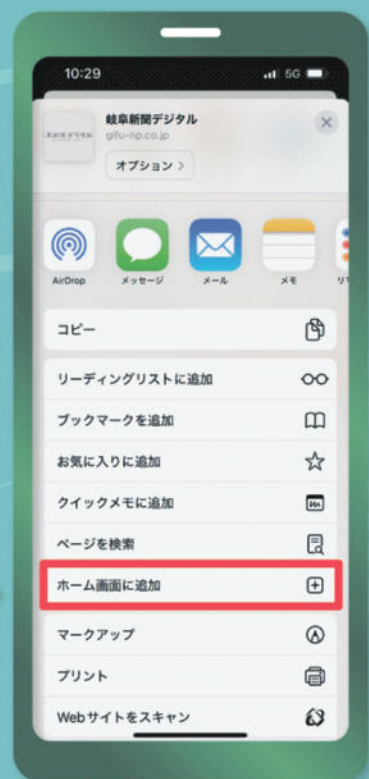 10:29
5G
岐阜新聞デジタル
gifu-np.co.jp
オプション
AirDrop
メッセージ
メール
メモ
コピー
リーディングリストに追加
ブックマークを追加
お気に入りに追加
クイックメモに追加
ページを検索
ホーム画面に追加
マークアップ
プリント
Webサイトをスキャン